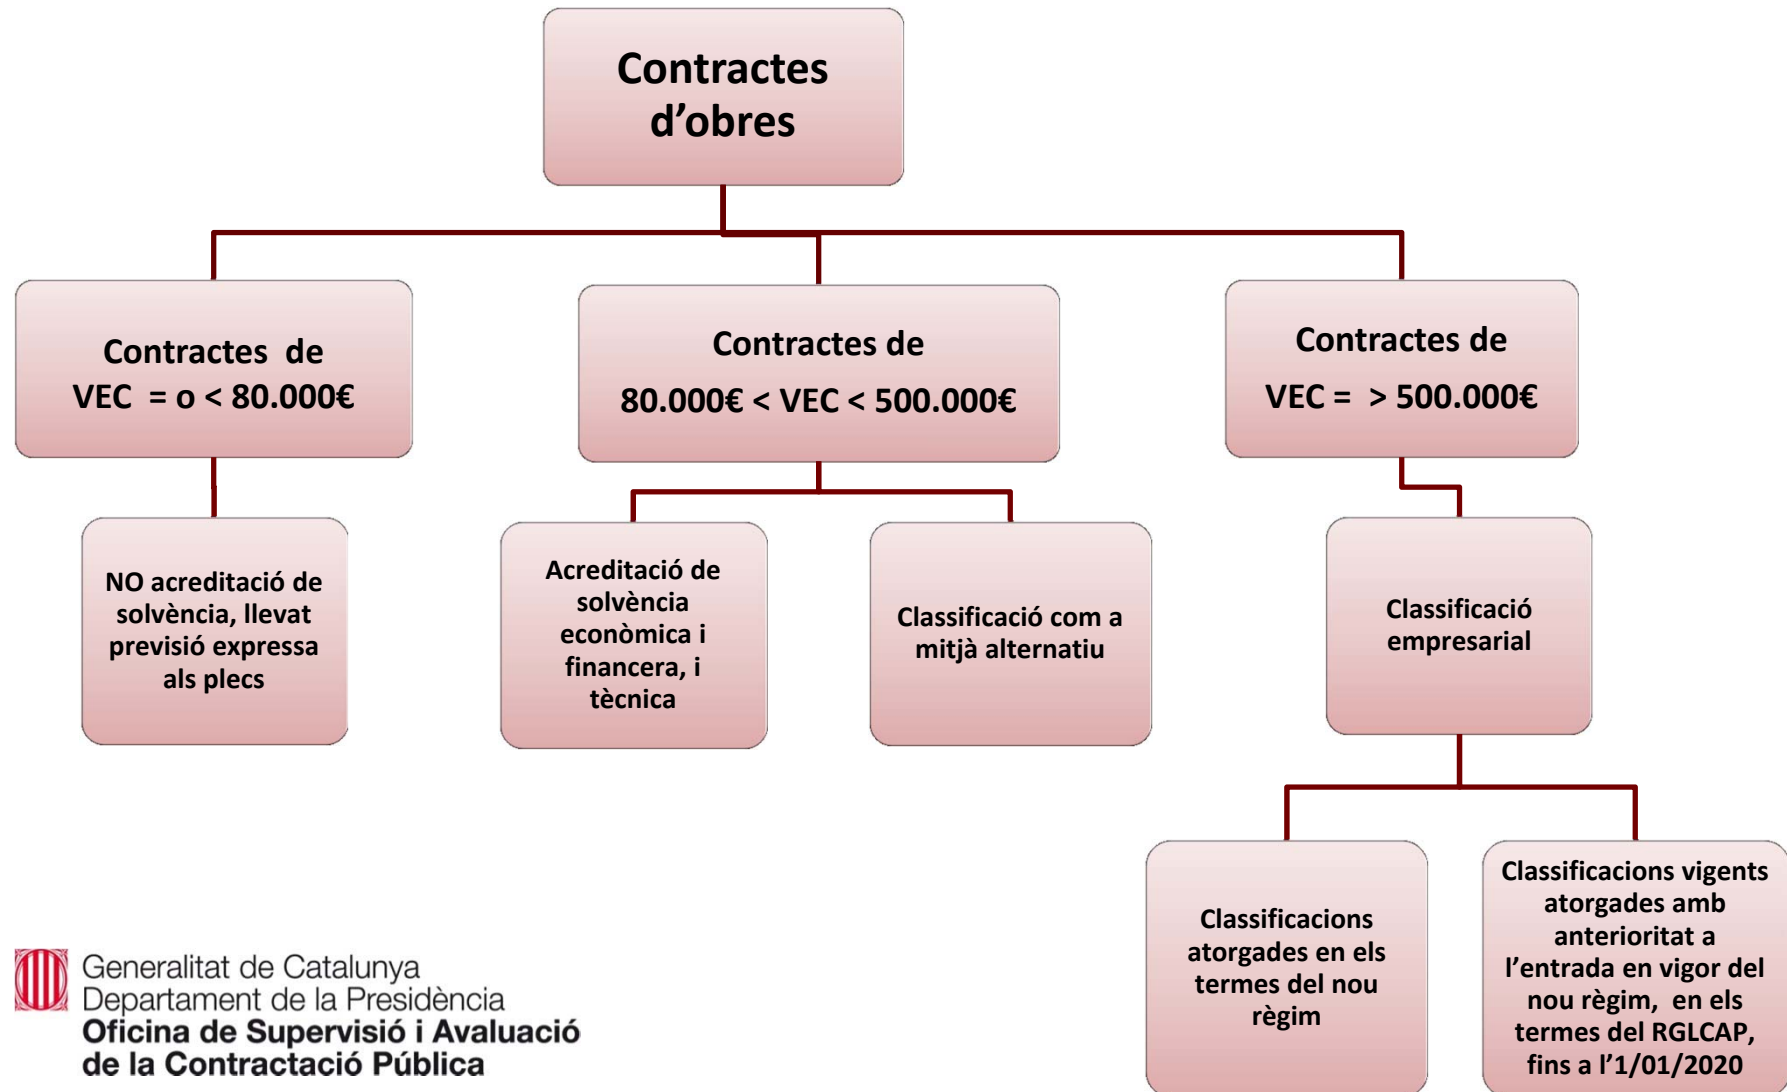 Contractes
d’obres
Contractes de
VEC = o < 80.000€
Contractes de
80.000€ < VEC < 500.000€
Contractes de
VEC = > 500.000€
NO acreditació de
solvència, llevat
previsió expressa
als plecs
Acreditació de
solvència
econòmica i
financera, i
tècnica
Classificació com a
mitjà alternatiu
Classificació
empresarial
Classificacions
atorgades en els
termes del nou
règim
Classificacions vigents
atorgades amb
anterioritat a
l’entrada en vigor del
nou règim, en els
termes del RGLCAP,
fins a l’1/01/2020
Generalitat de Catalunya
Departament de la Presidència
Oficina de Supervisió i Avaluació
de la Contractació Pública